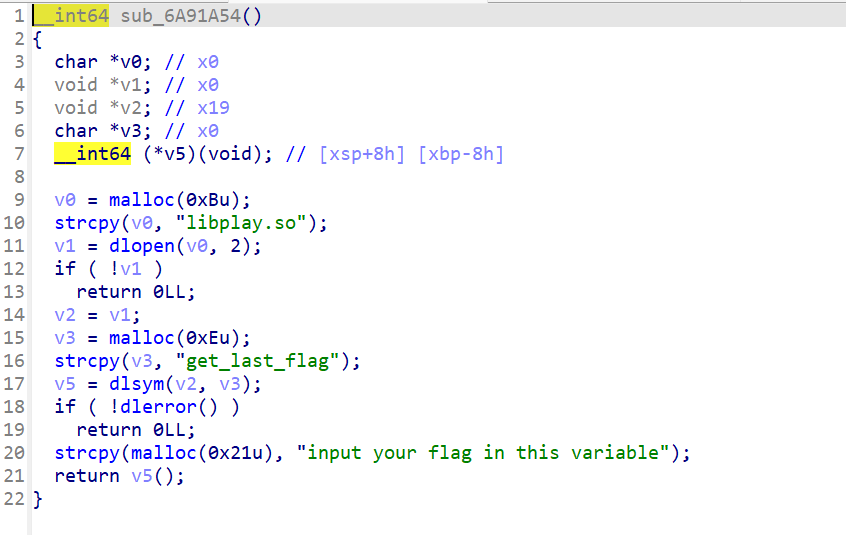 1 __int64 sub_6A91A54()
2 {
3 char *v0; // x0
4 void *v1; // x0
5 void *v2; // x19
6 char *v3; // x0
7 __int64 (*v5)(void); // [xsp+8h] [xbp-8h]
8
9 v0 = malloc(0xBu);
10 strcpy(v0, "libplay.so");
11 v1 = dlopen(v0, 2);
12 if ( !v1 )
13 return 0LL;
14 v2 = v1;
15 v3 = malloc(0xEu);
16 strcpy(v3, "get_last_flag");
17 v5 = dlsym(v2, v3);
18 if ( !dlerror() )
19 return 0LL;
20 strcpy(malloc(0x21u), "input your flag in this variable");
21 return v5();
22 }